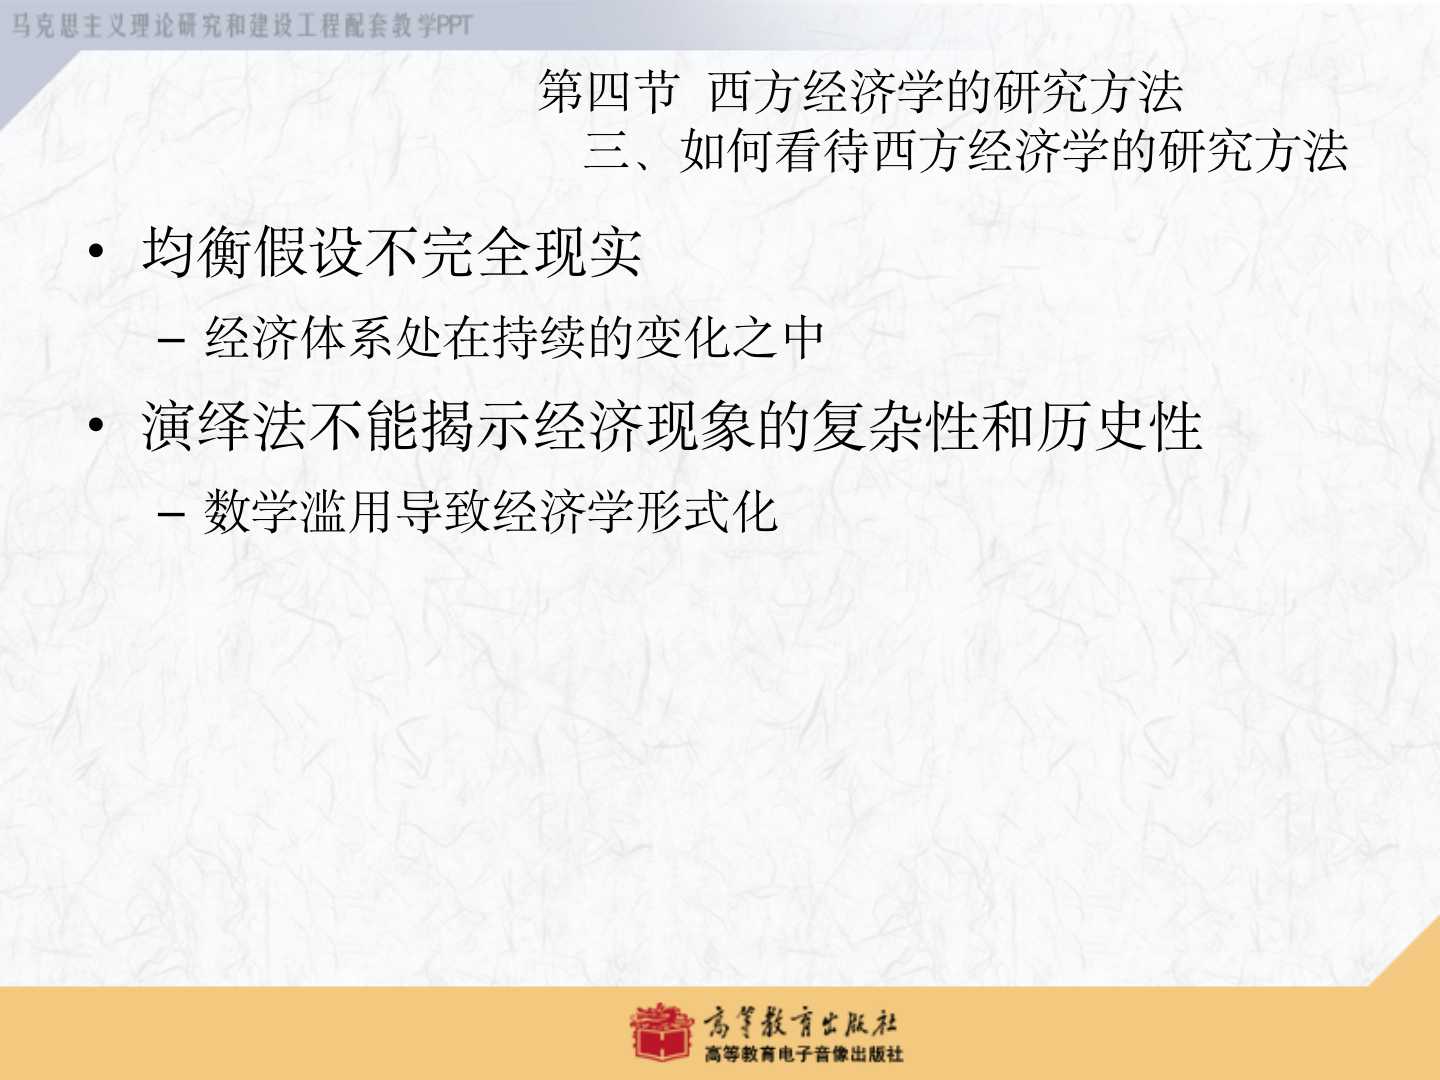 马克思主义理论研究和建设工程配套教学PPT
第四节 西方经济学的研究方法
三、如何看待西方经济学的研究方法
• 均衡假设不完全现实
– 经济体系处在持续的变化之中
• 演绎法不能揭示经济现象的复杂性和历史性
– 数学滥用导致经济学形式化
高等教育出版社
高等教育电子音像出版社